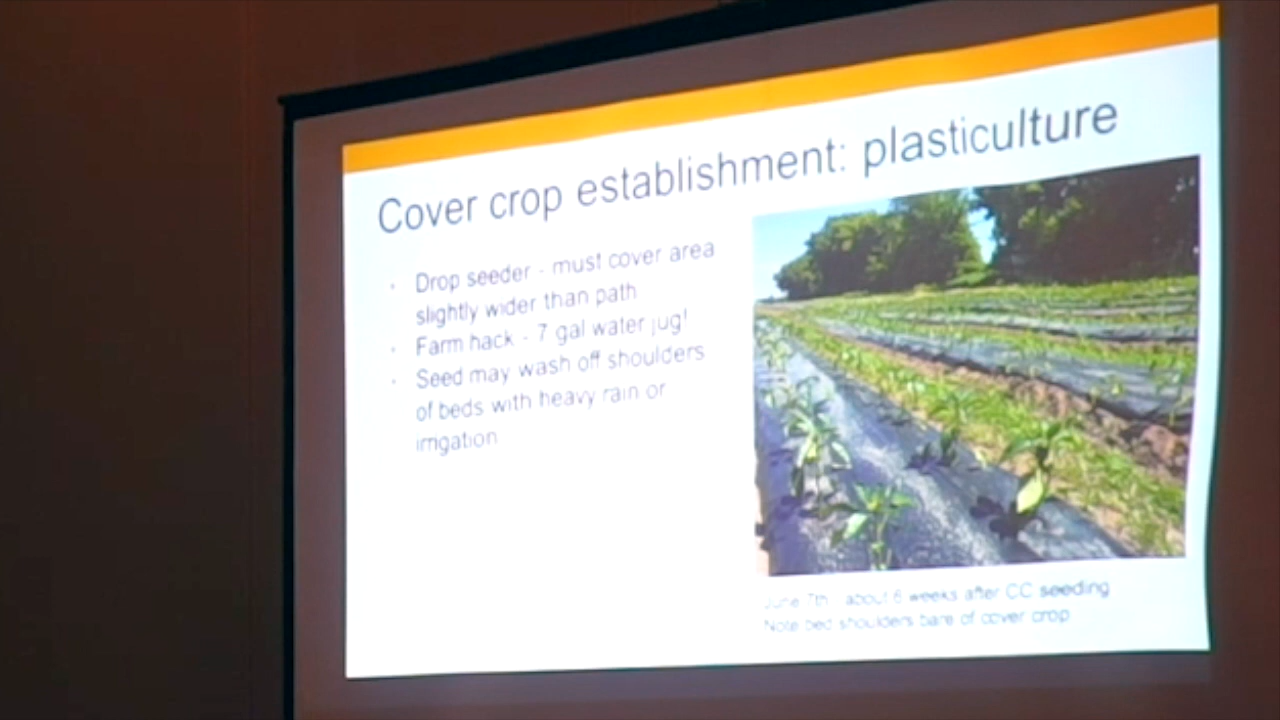 Cover crop establishment: plasticulture
Drop seeder - must cover area
slightly wider than path
Farm hack - 7 gal water jug!
Seed may wash off shoulders
of beds with heavy rain or
irrigation
June 7th about 6 weeks after CC seeding
Note bed shoulders bare of cover crop